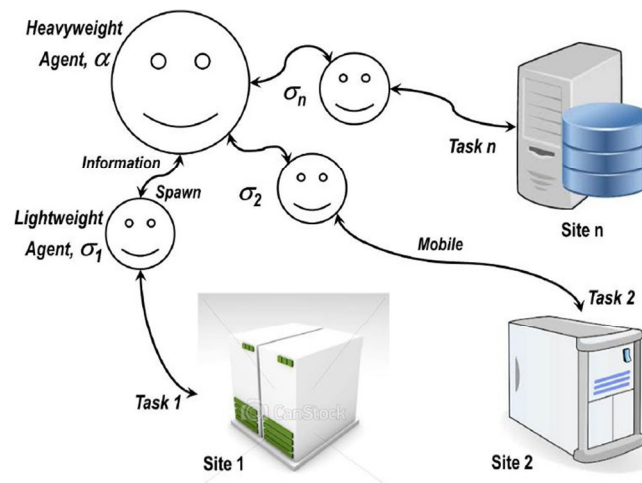 Heavyweight
Agent, α
σn
Task n
Information
Spawn
σ2
Site n
Lightweight
Agent, σ1
Mobile
Task 2
Task 1
CanStock
Site 1
Site 2